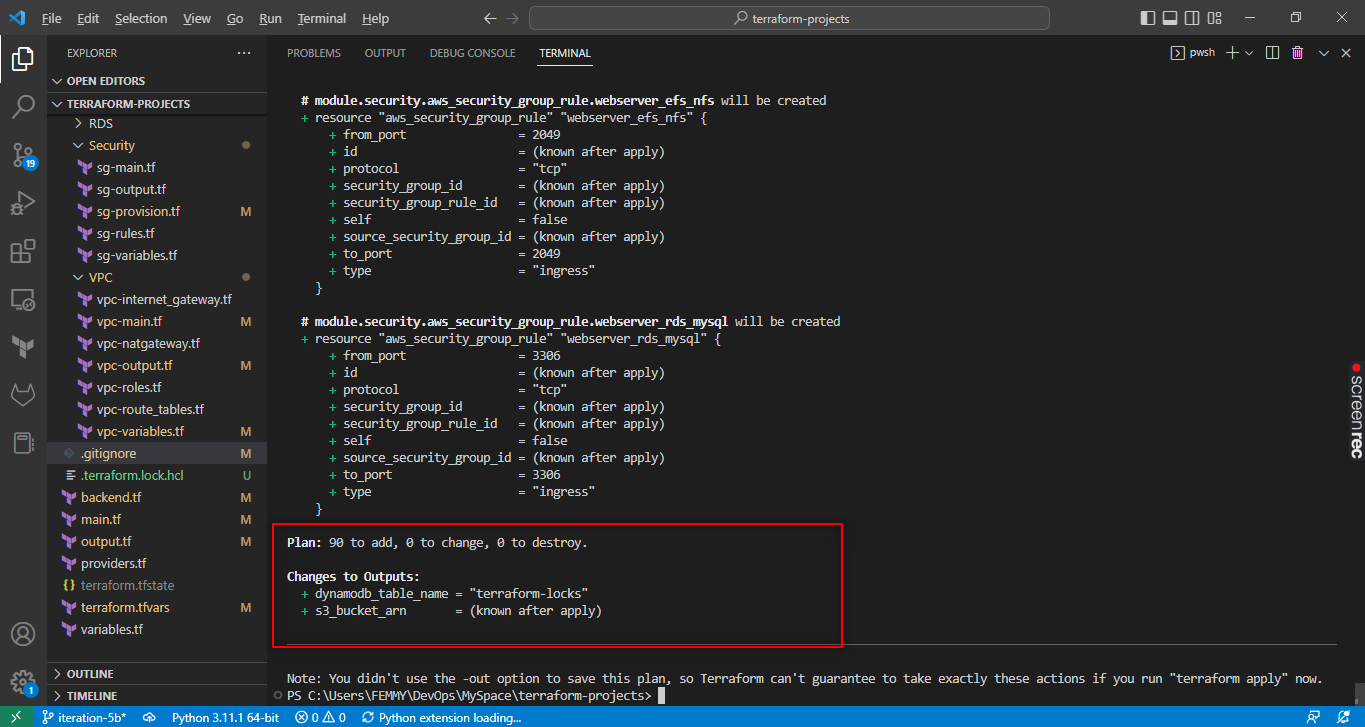 File Edit Selection View Go Run Terminal Help
terraform-projects
EXPLORER
OPEN EDITORS
TERRAFORM-PROJECTS
RDS
Security
sg-main.tf
sg-output.tf
sg-provision.tf M
sg-rules.tf
sg-variables.tf
VPC
vpc-internet_gateway.tf
vpc-main.tf M
vpc-natgateway.tf
vpc-output.tf M
vpc-roles.tf
vpc-route_tables.tf
vpc-variables.tf M
.gitignore M
.terraform.lock.hcl U
backend.tf M
main.tf M
output.tf M
providers.tf
{} terraform.tfstate
terraform.tfvars M
variables.tf
OUTLINE
TIMELINE
19
1
PROBLEMS OUTPUT DEBUG CONSOLE TERMINAL
pwsh
# module.security.aws_security_group_rule.webserver_efs_nfs will be created
+ resource "aws_security_group_rule" "webserver_efs_nfs" {
+ from_port = 2049
+ id = (known after apply)
+ protocol = "tcp"
+ security_group_id = (known after apply)
+ security_group_rule_id = (known after apply)
+ self = false
+ source_security_group_id = (known after apply)
+ to_port = 2049
+ type = "ingress"
}
# module.security.aws_security_group_rule.webserver_rds_mysql will be created
+ resource "aws_security_group_rule" "webserver_rds_mysql" {
+ from_port = 3306
+ id = (known after apply)
+ protocol = "tcp"
+ security_group_id = (known after apply)
+ security_group_rule_id = (known after apply)
+ self = false
+ source_security_group_id = (known after apply)
+ to_port = 3306
+ type = "ingress"
}
Plan: 90 to add, 0 to change, 0 to destroy.
Changes to Outputs:
+ dynamodb_table_name = "terraform-locks"
+ s3_bucket_arn = (known after apply)
Note: You didn't use the -out option to save this plan, so Terraform can't guarantee to take exactly these actions if you run "terraform apply" now.
PS C:\Users\FEMMY\DevOps\MySpace\terraform-projects>
screenrec
iteration-5b* Python 3.11.1 64-bit 0 0 Python extension loading...